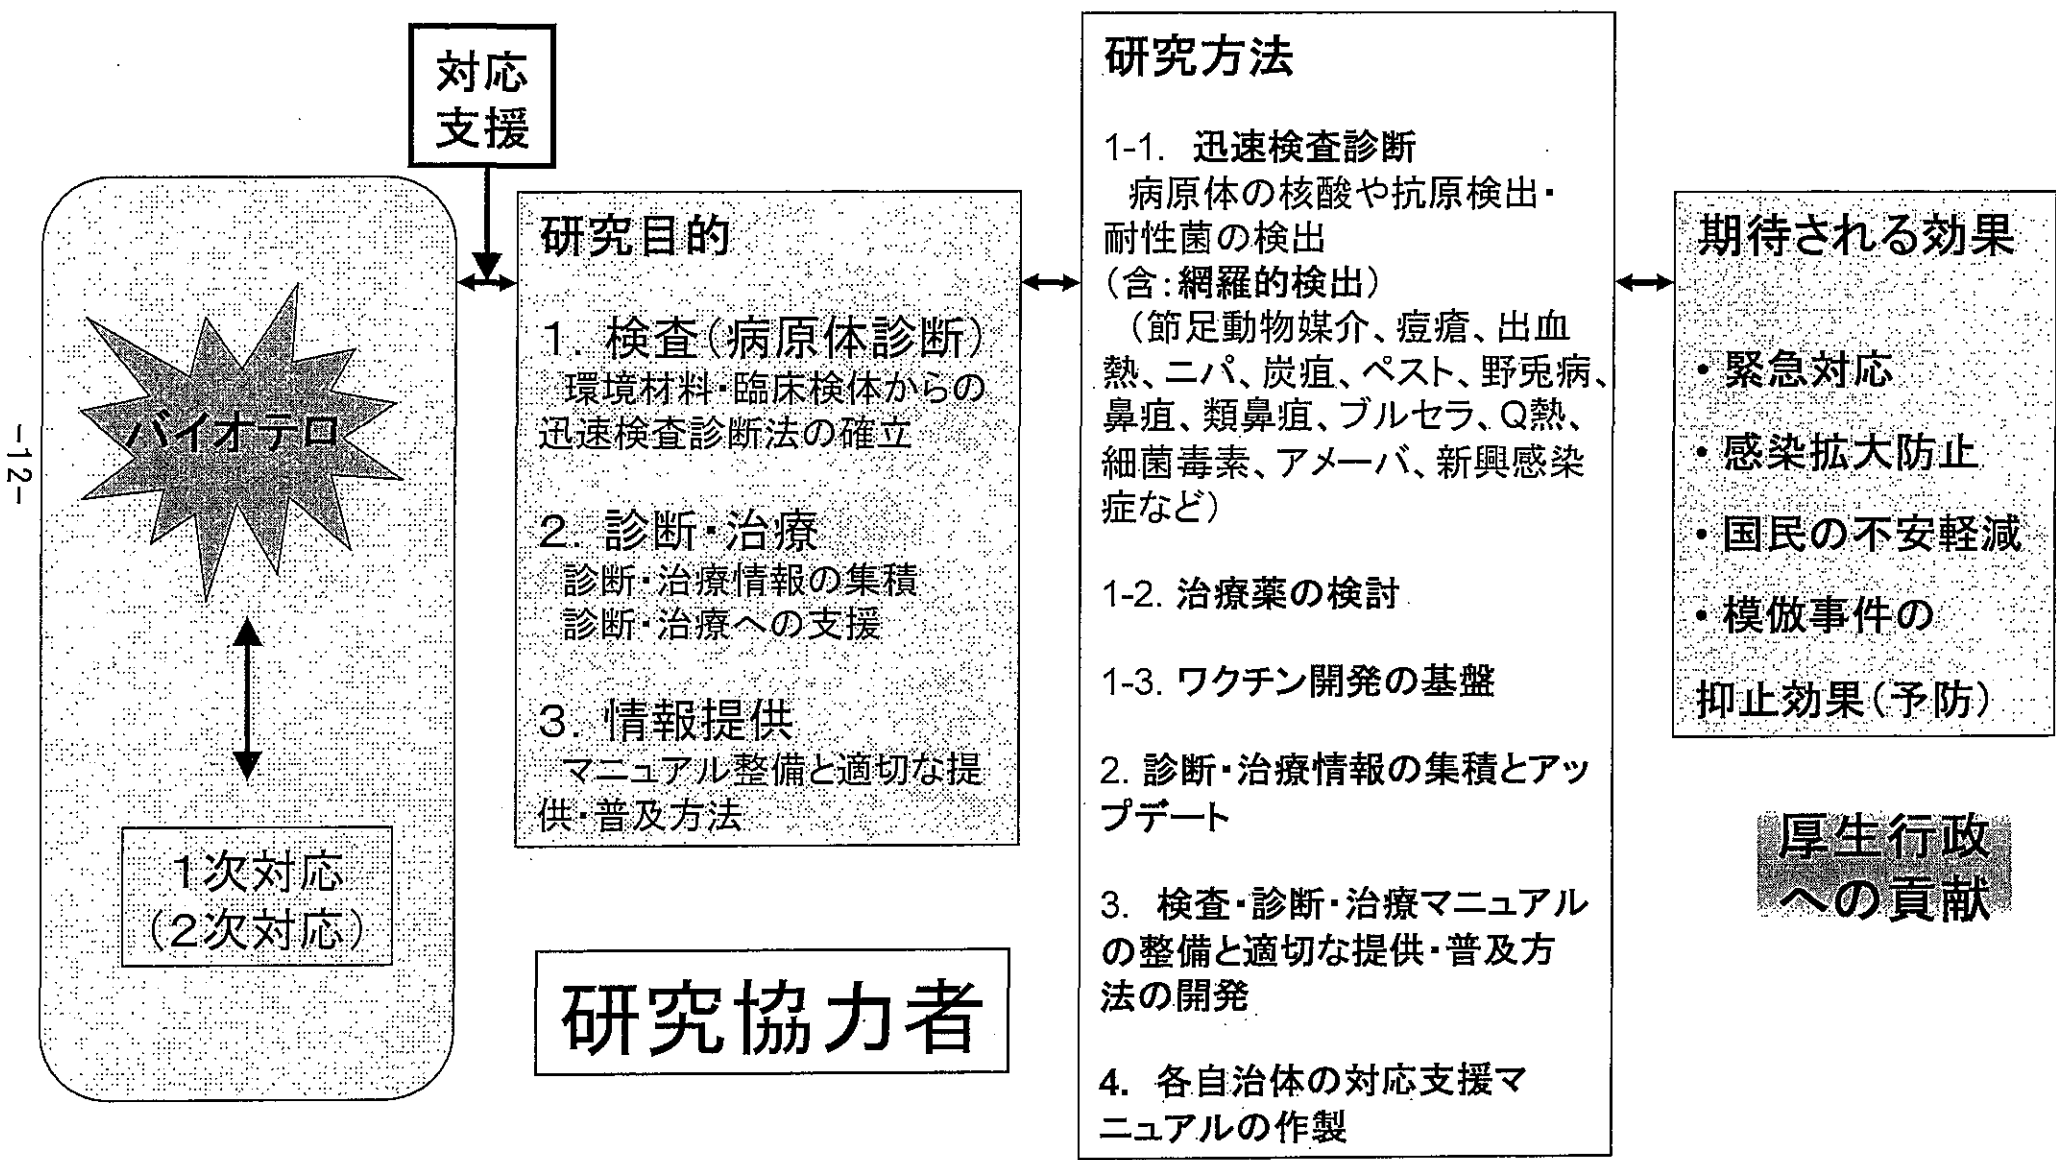 対応
支援
バイオテロ
1次対応
(2次対応)
-12-
研究目的
1. 検査(病原体診断)
環境材料・臨床検体からの
迅速検査診断法の確立
2. 診断・治療
診断・治療情報の集積
診断・治療への支援
3. 情報提供
マニュアル整備と適切な提
供・普及方法
研究協力者
研究方法
1-1. 迅速検査診断
病原体の核酸や抗原検出・
耐性菌の検出
(含:網羅的検出)
(節足動物媒介、痘瘡、出血
熱、ニパ、炭疽、ペスト、野兎病、
鼻疽、類鼻疽、ブルセラ、Q熱、
細菌毒素、アメーバ、新興感染
症など)
1-2. 治療薬の検討
1-3. ワクチン開発の基盤
2. 診断・治療情報の集積とアッ
プデート
3. 検査・診断・治療マニュアル
の整備と適切な提供・普及方
法の開発
4. 各自治体の対応支援マ
ニュアルの作製
期待される効果
・緊急対応
・感染拡大防止
・国民の不安軽減
・模倣事件の
抑止効果(予防)
厚生行政
への貢献